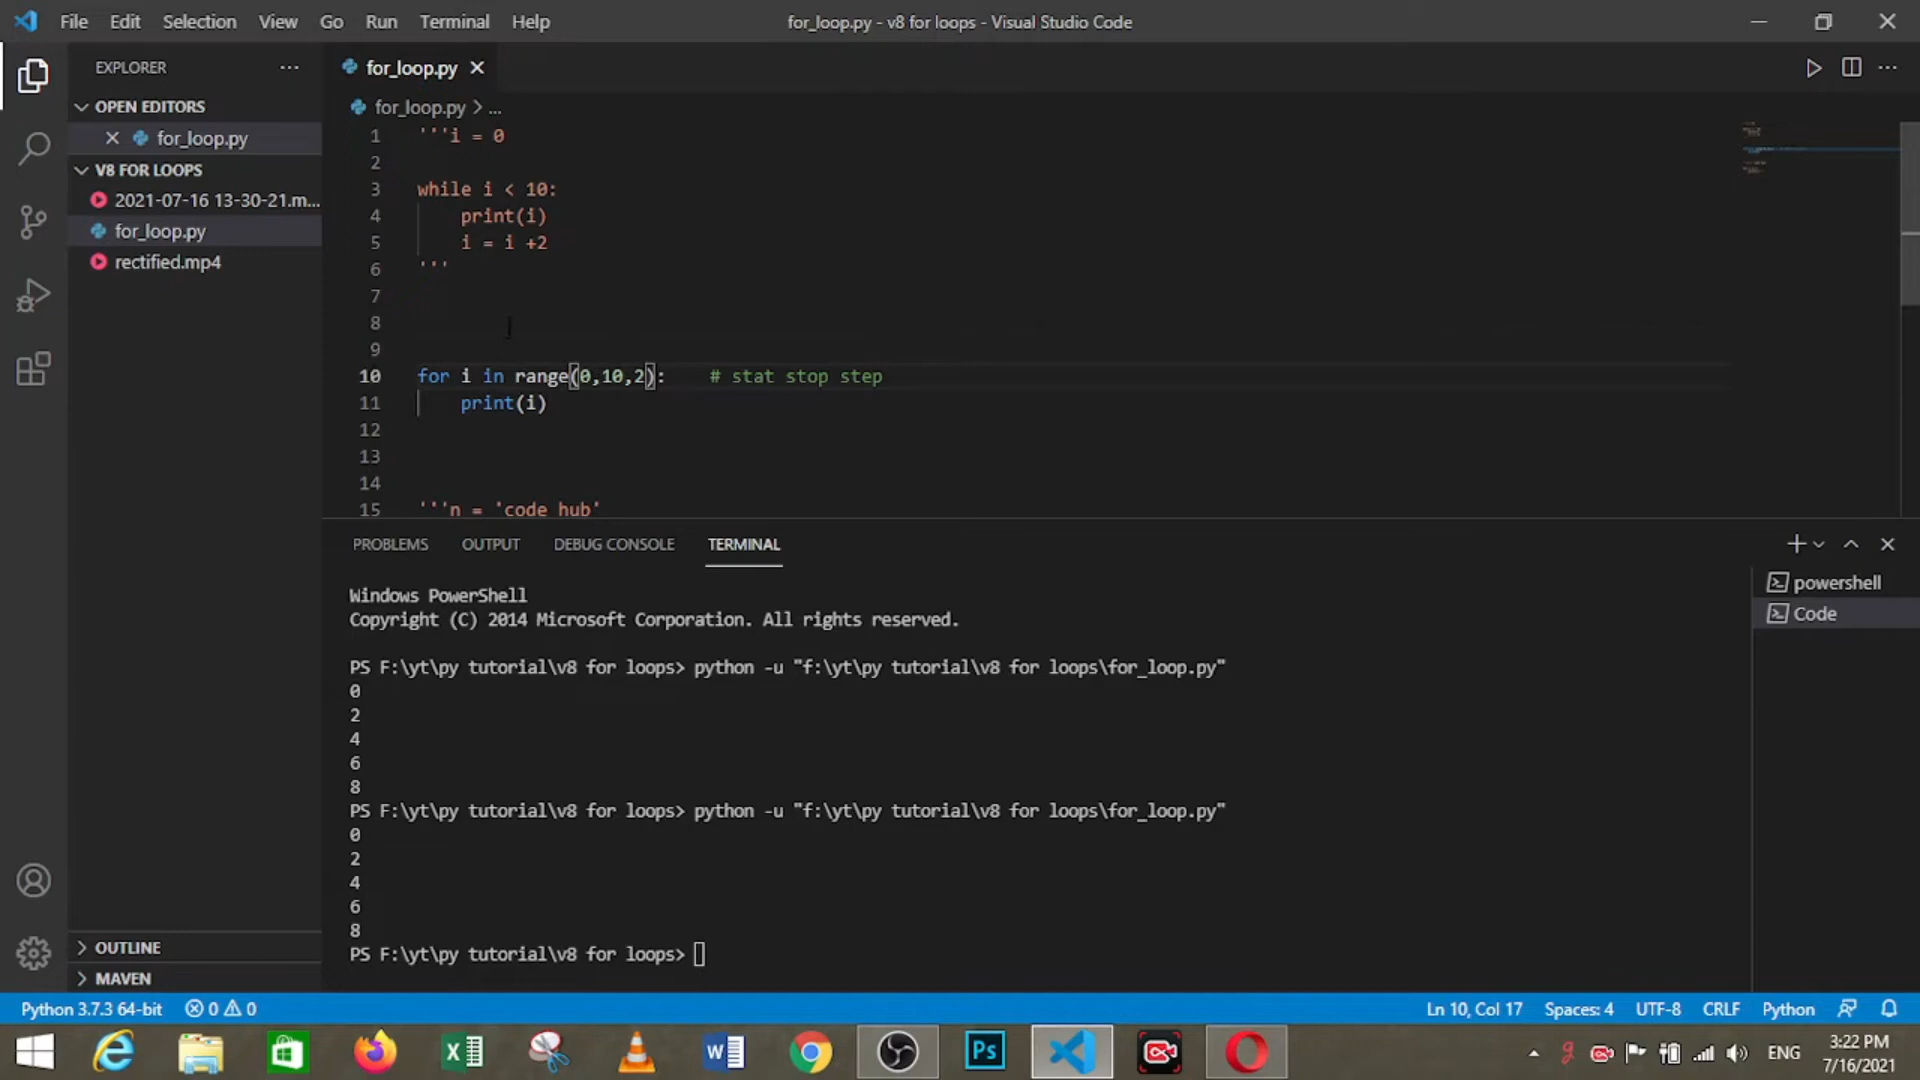 File Edit Selection View Go Run Terminal Help
for_loop.py - v8 for loops - Visual Studio Code
EXPLORER
OPEN EDITORS
for_loop.py
V8 FOR LOOPS
2021-07-16 13-30-21.m...
for_loop.py
rectified.mp4
OUTLINE
MAVEN
for_loop.py
for_loop.py > ...
1 '''i = 0
2
3 while i < 10:
4 print(i)
5 i = i +2
6 '''
7
8
9
10 for i in range(0,10,2): # stat stop step
11 print(i)
12
13
14
15 '''n = 'code hub'
PROBLEMS OUTPUT DEBUG CONSOLE TERMINAL
powershell
Code
Windows PowerShell
Copyright (C) 2014 Microsoft Corporation. All rights reserved.
PS F:\yt\py tutorial\v8 for loops> python -u "f:\yt\py tutorial\v8 for loops\for_loop.py"
0
2
4
6
8
PS F:\yt\py tutorial\v8 for loops> python -u "f:\yt\py tutorial\v8 for loops\for_loop.py"
0
2
4
6
8
PS F:\yt\py tutorial\v8 for loops>
Python 3.7.3 64-bit 0 0 Ln 10, Col 17 Spaces: 4 UTF-8 CRLF Python
Ps
ENG
3:22 PM
7/16/2021